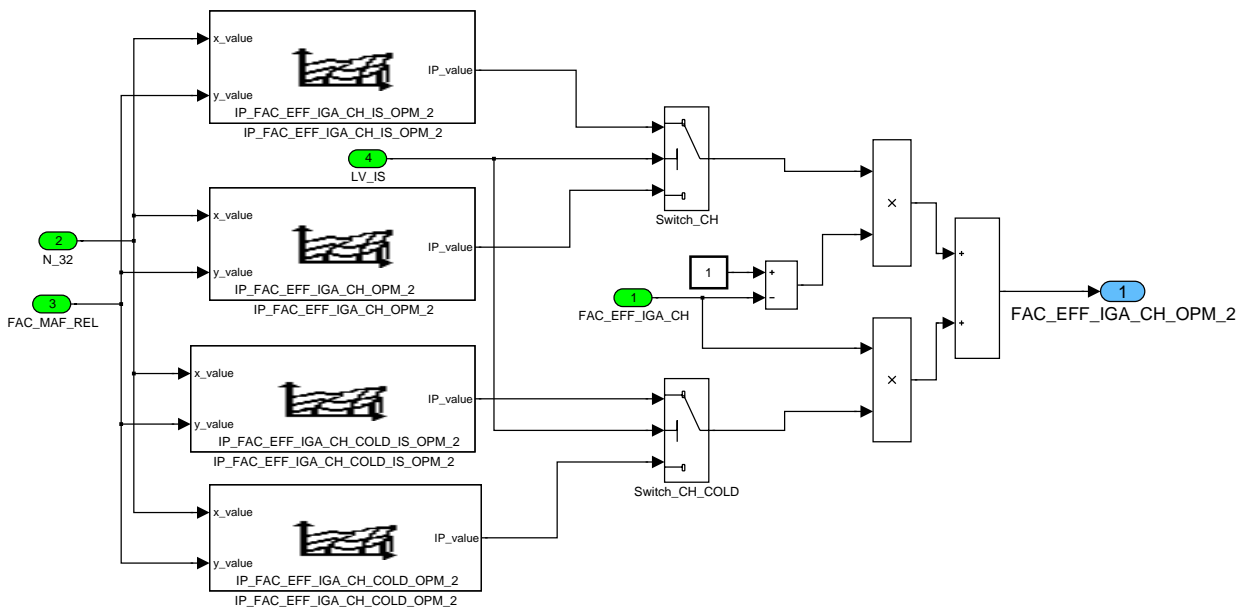 x_value
IP_value
y_value
IP_FAC_EFF_IGA_CH_IS_OPM_2
IP_FAC_EFF_IGA_CH_IS_OPM_2
4
LV_IS
Switch_CH
x_value
IP_value
y_value
IP_FAC_EFF_IGA_CH_OPM_2
IP_FAC_EFF_IGA_CH_OPM_2
2
N_32
3
FAC_MAF_REL
1
+
−
1
FAC_EFF_IGA_CH
×
×
+
+
1
FAC_EFF_IGA_CH_OPM_2
x_value
IP_value
y_value
IP_FAC_EFF_IGA_CH_COLD_IS_OPM_2
IP_FAC_EFF_IGA_CH_COLD_IS_OPM_2
Switch_CH_COLD
x_value
IP_value
y_value
IP_FAC_EFF_IGA_CH_COLD_OPM_2
IP_FAC_EFF_IGA_CH_COLD_OPM_2